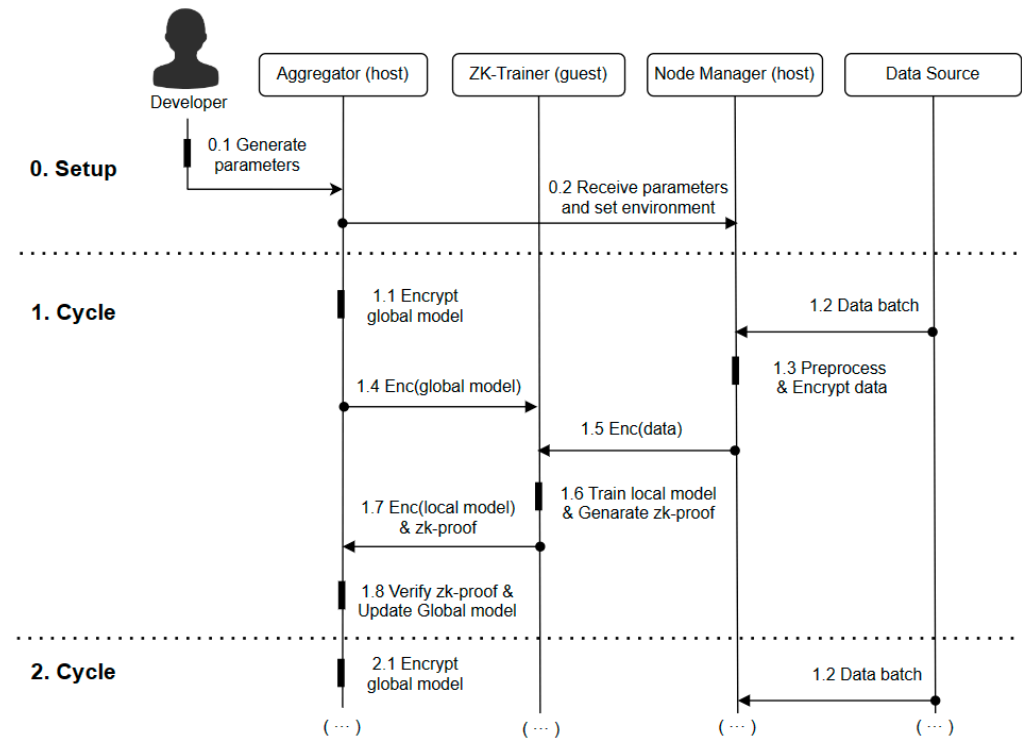 Developer
Aggregator (host)
ZK-Trainer (guest)
Node Manager (host)
Data Source
0. Setup
0.1 Generate
parameters
0.2 Receive parameters
and set environment
1. Cycle
1.1 Encrypt
global model
1.2 Data batch
1.3 Preprocess
& Encrypt data
1.4 Enc(global model)
1.5 Enc(data)
1.6 Train local model
& Genarate zk-proof
1.7 Enc(local model)
& zk-proof
1.8 Verify zk-proof &
Update Global model
2. Cycle
2.1 Encrypt
global model
1.2 Data batch
( ··· )
( ··· )
( ··· )
( ··· )